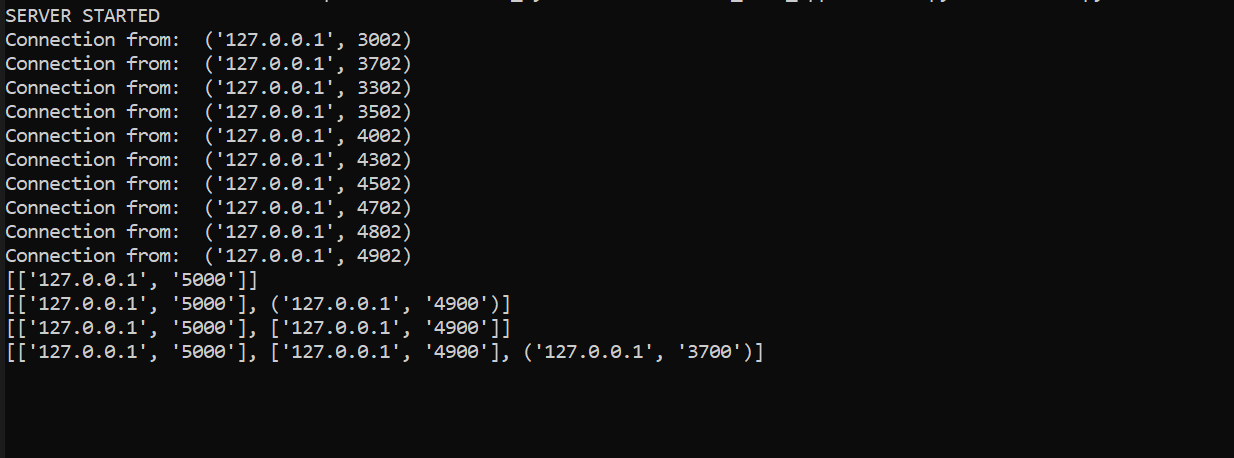 SERVER STARTED
Connection from:  ('127.0.0.1', 3002)
Connection from:  ('127.0.0.1', 3702)
Connection from:  ('127.0.0.1', 3302)
Connection from:  ('127.0.0.1', 3502)
Connection from:  ('127.0.0.1', 4002)
Connection from:  ('127.0.0.1', 4302)
Connection from:  ('127.0.0.1', 4502)
Connection from:  ('127.0.0.1', 4702)
Connection from:  ('127.0.0.1', 4802)
Connection from:  ('127.0.0.1', 4902)
[['127.0.0.1', '5000']]
[['127.0.0.1', '5000'], ('127.0.0.1', '4900')]
[['127.0.0.1', '5000'], ['127.0.0.1', '4900']]
[['127.0.0.1', '5000'], ['127.0.0.1', '4900'], ('127.0.0.1', '3700')]